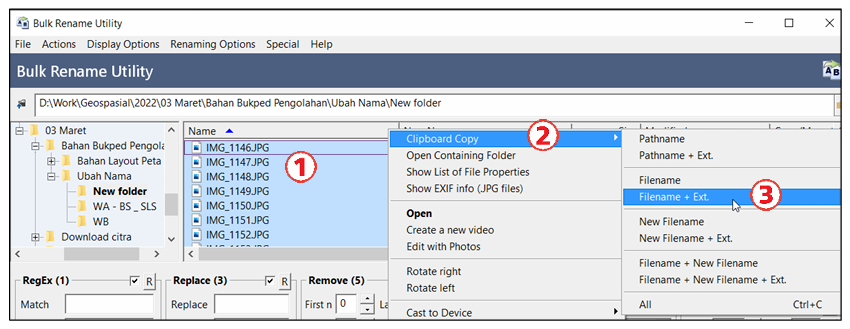 Bulk Rename Utility
File Actions Display Options Renaming Options Special Help
Bulk Rename Utility
D:\Work\Geospasial\2022\03 Maret\Bahan Bukped Pengolahan\Ubah Nama\New folder
03 Maret
Bahan Bukped Pengola
Bahan Layout Peta
Ubah Nama
New folder
WA - BS _ SLS
WB
Download citra
Name
IMG_1146.JPG
IMG_1147.JPG
IMG_1148.JPG
IMG_1149.JPG
IMG_1150.JPG
IMG_1151.JPG
IMG_1152.JPG
1
Clipboard Copy
2
Open Containing Folder
Show List of File Properties
Show EXIF info (.JPG files)
Open
Create a new video
Edit with Photos
Rotate right
Rotate left
Cast to Device
Pathname
Pathname + Ext.
Filename
Filename + Ext.
3
New Filename
New Filename + Ext.
Filename + New Filename
Filename + New Filename + Ext.
All Ctrl+C
RegEx (1) R
Match
Replace (3) R
Replace
Remove (5)
First n 0 La